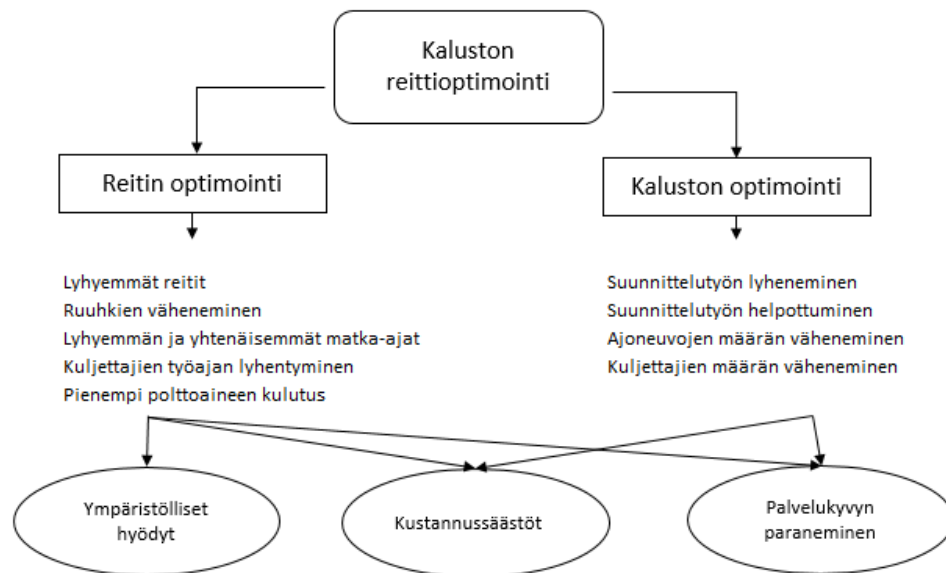 Kaluston
reittioptimointi
Reitin optimointi
Kaluston optimointi
Lyhyemmät reitit
Ruuhkien väheneminen
Lyhyemmän ja yhtenäisemmät matka-ajat
Kuljettajien työajan lyhentyminen
Pienempi polttoaineen kulutus
Suunnittelutyön lyheneminen
Suunnittelutyön helpottuminen
Ajoneuvojen määrän väheneminen
Kuljettajien määrän väheneminen
Ympäristölliset
hyödyt
Kustannussäästöt
Palvelukyvyn
paraneminen